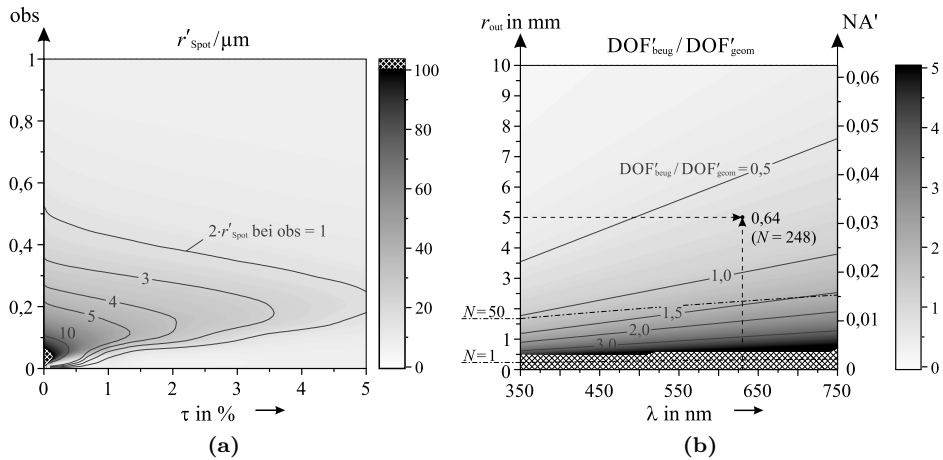 obs
r'Spot/µm
0,8
0,6
0,4
0,2
0
0 1 2 3 4 5
τ in %
2·r'Spot bei obs = 1
3
4
5
10
100
80
60
40
20
0
(a)
rout in mm
DOF'beug/DOF'geom
NA'
10
9
8
7
6
5
4
3
2
1
0
N=50
N=1
DOF'beug/DOF'geom=0,5
0,64
(N=248)
1,0
1,5
2,0
3,0
350 450 550 650 750
λ in nm
0,06
0,05
0,04
0,03
0,02
0,01
0
5
4
3
2
1
0
(b)